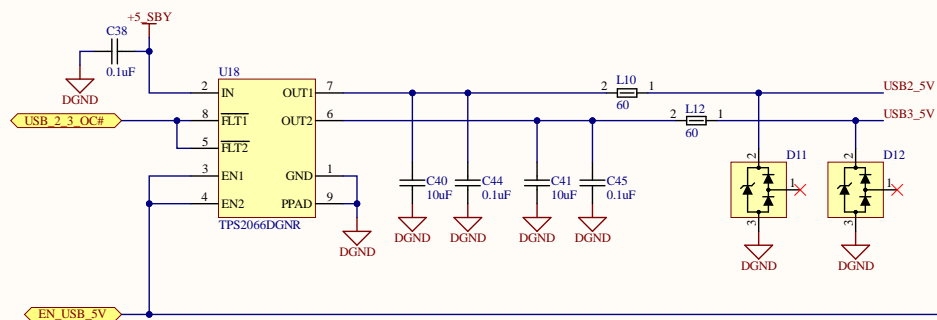 +5_SBY
C38
0.1uF
DGND
U18
2 IN OUT1 7
8 FLT1 OUT2 6
5 FLT2
3 EN1 GND 1
4 EN2 PPAD 9
TPS2066DGNR
USB_2_3_OC#
EN_USB_5V
DGND
2 L10 1
60
2 L12 1
60
USB2_5V
USB3_5V
C40
10uF
DGND
C44
0.1uF
DGND
C41
10uF
DGND
C45
0.1uF
DGND
D11
2
1
3
DGND
D12
2
1
3
DGND